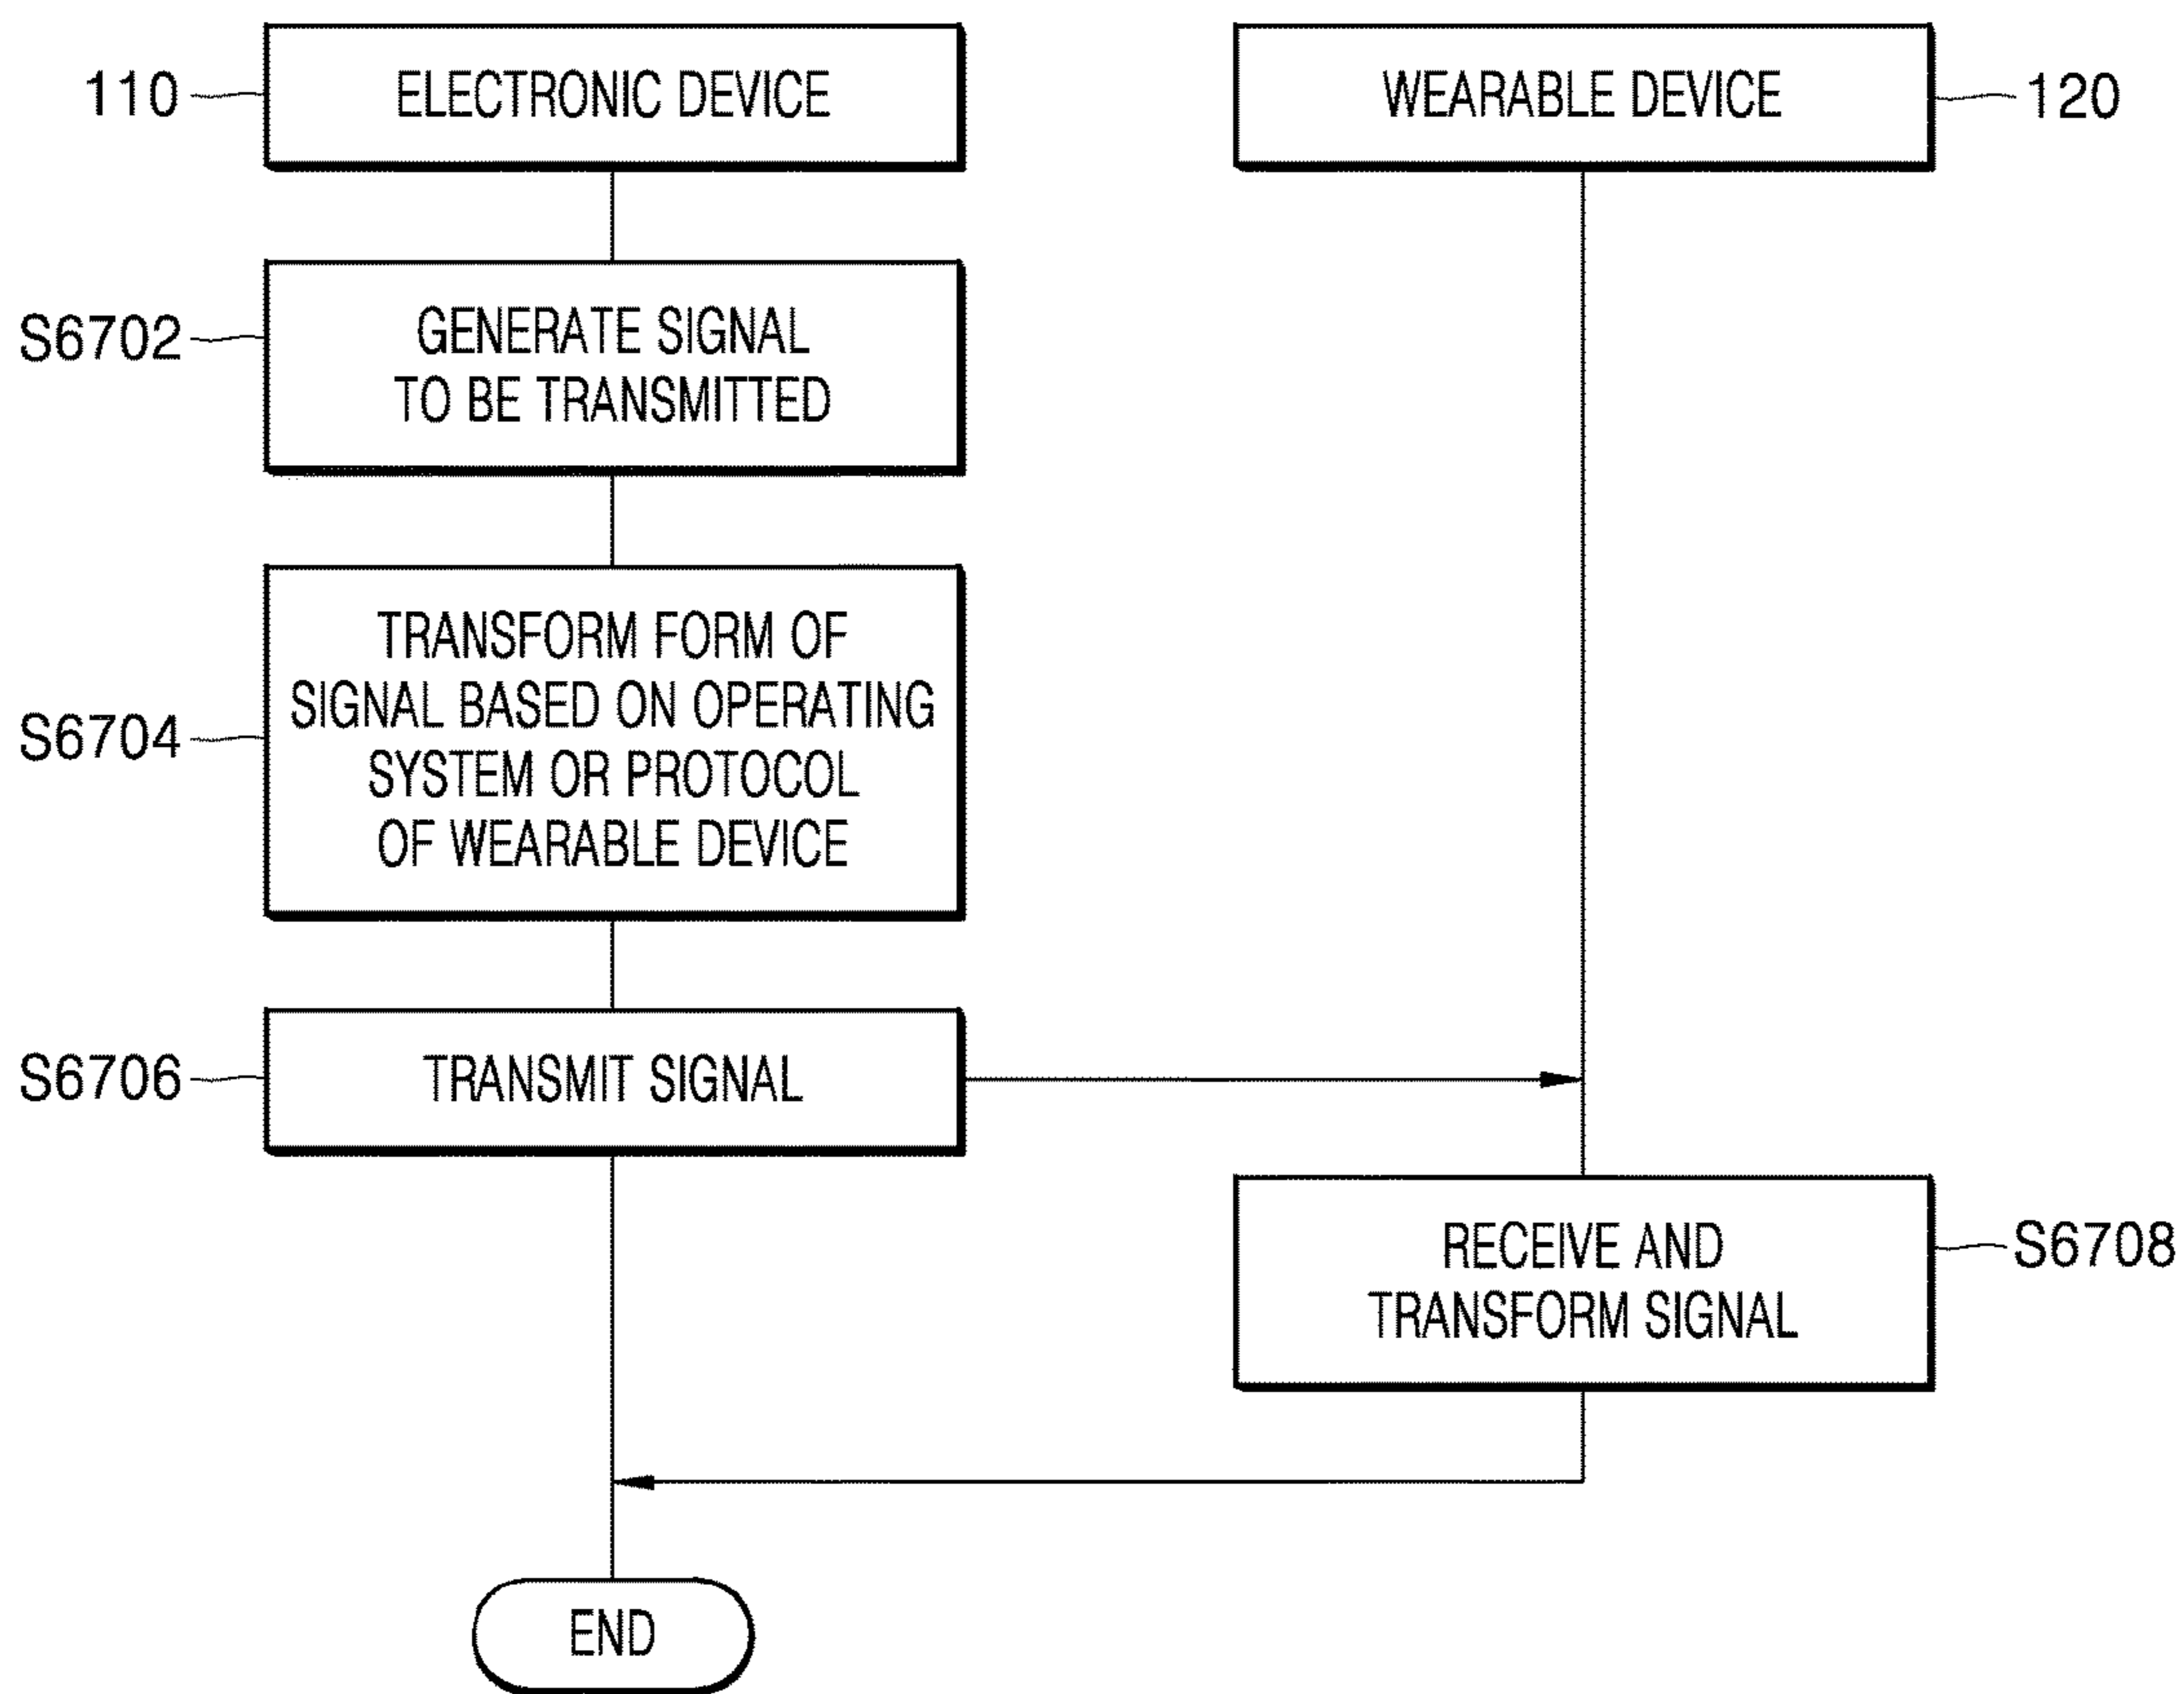 110
ELECTRONIC DEVICE
WEARABLE DEVICE
120
S6702
GENERATE SIGNAL
TO BE TRANSMITTED
S6704
TRANSFORM FORM OF
SIGNAL BASED ON OPERATING
SYSTEM OR PROTOCOL
OF WEARABLE DEVICE
S6706
TRANSMIT SIGNAL
RECEIVE AND
TRANSFORM SIGNAL
S6708
END